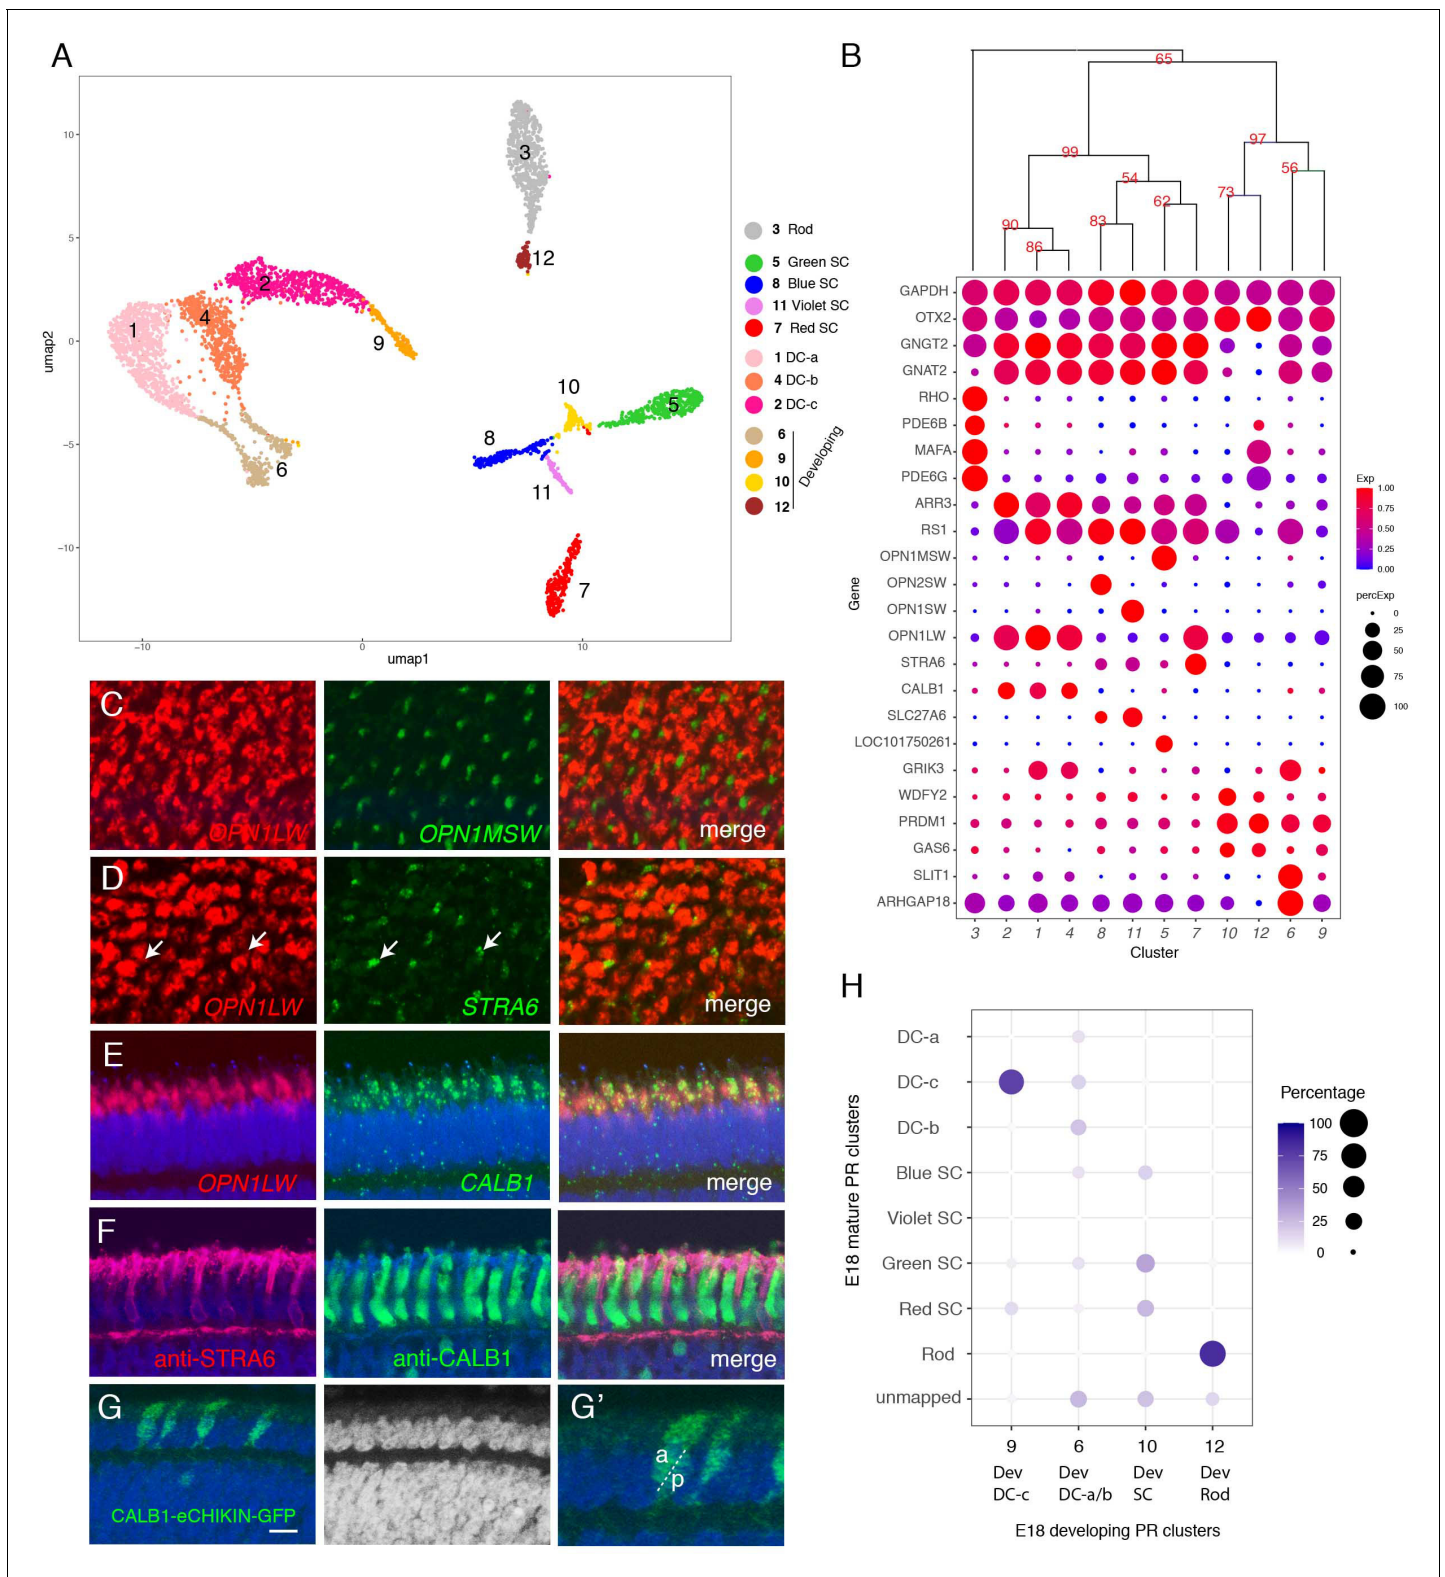 A
10
5
0
−5
−10
umap2
−10
0
10
umap1
3
12
2
1
4
9
6
10
5
8
11
7
3 Rod
5 Green SC
8 Blue SC
11 Violet SC
7 Red SC
1 DC-a
4 DC-b
2 DC-c
6
9
10
12
Developing
B
65
99
97
54
56
62
73
83
90
86
GAPDH
OTX2
GNGT2
GNAT2
RHO
PDE6B
MAFA
PDE6G
ARR3
RS1
OPN1MSW
OPN2SW
OPN1SW
OPN1LW
STRA6
CALB1
SLC27A6
LOC101750261
GRIK3
WDFY2
PRDM1
GAS6
SLIT1
ARHGAP18
Gene
3 2 1 4 8 11 5 7 10 12 6 9
Cluster
Exp
1.00
0.75
0.50
0.25
0.00
percExp
0
25
50
75
100
C
OPN1LW
OPN1MSW
merge
D
OPN1LW
STRA6
merge
E
OPN1LW
CALB1
merge
F
anti-STRA6
anti-CALB1
merge
G
CALB1-eCHIKIN-GFP
G’
a
p
H
DC-a
DC-c
DC-b
Blue SC
Violet SC
Green SC
Red SC
Rod
unmapped
E18 mature PR clusters
9 6 10 12
Dev Dev Dev Dev
DC-c DC-a/b SC Rod
E18 developing PR clusters
Percentage
100
75
50
25
0